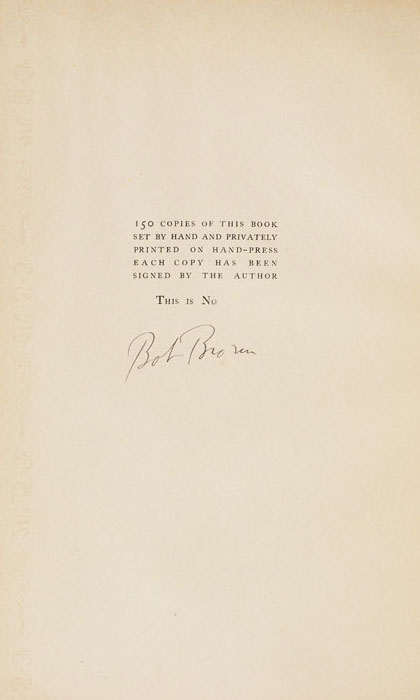 150 COPIES OF THIS BOOK
SET BY HAND AND PRIVATELY
PRINTED ON HAND-PRESS
EACH COPY HAS BEEN
SIGNED BY THE AUTHOR
THIS IS No
Bob Brown